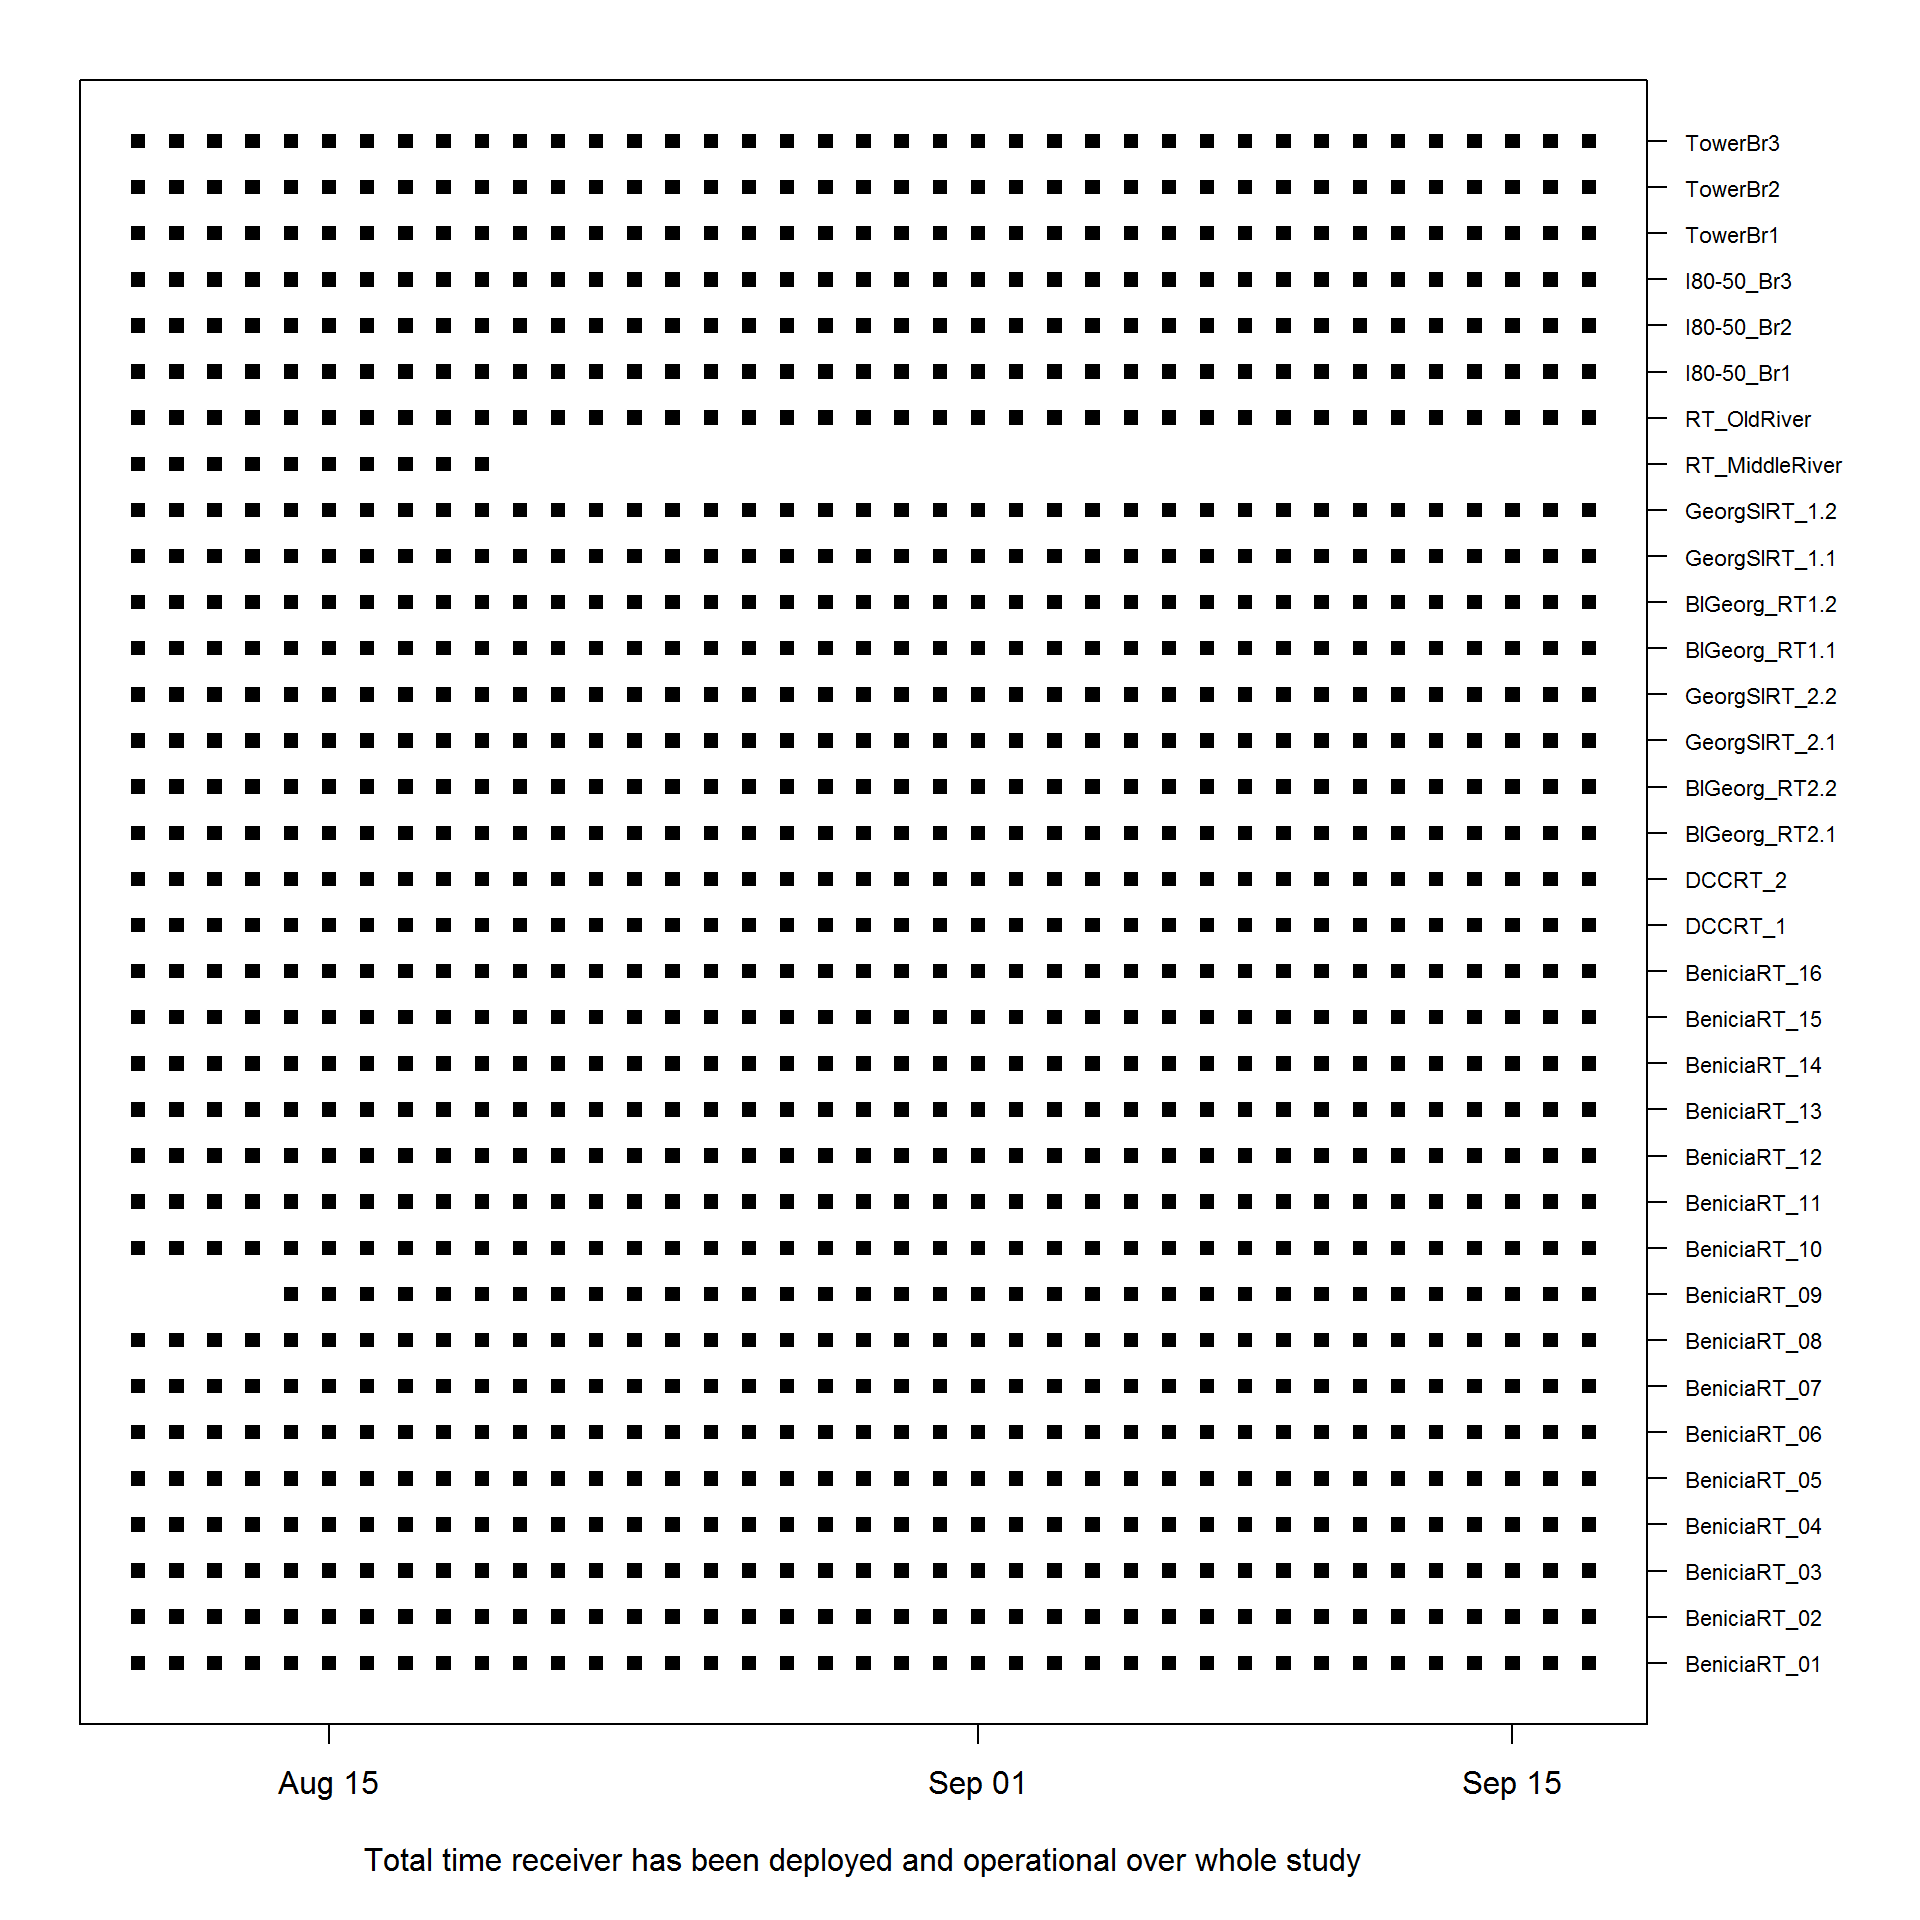 TowerBr3
TowerBr2
TowerBr1
I80-50_Br3
I80-50_Br2
I80-50_Br1
RT_OldRiver
RT_MiddleRiver
GeorgSlRT_1.2
GeorgSlRT_1.1
BlGeorg_RT1.2
BlGeorg_RT1.1
GeorgSlRT_2.2
GeorgSlRT_2.1
BlGeorg_RT2.2
BlGeorg_RT2.1
DCCRT_2
DCCRT_1
BeniciaRT_16
BeniciaRT_15
BeniciaRT_14
BeniciaRT_13
BeniciaRT_12
BeniciaRT_11
BeniciaRT_10
BeniciaRT_09
BeniciaRT_08
BeniciaRT_07
BeniciaRT_06
BeniciaRT_05
BeniciaRT_04
BeniciaRT_03
BeniciaRT_02
BeniciaRT_01
Aug 15 Sep 01 Sep 15
Total time receiver has been deployed and operational over whole study